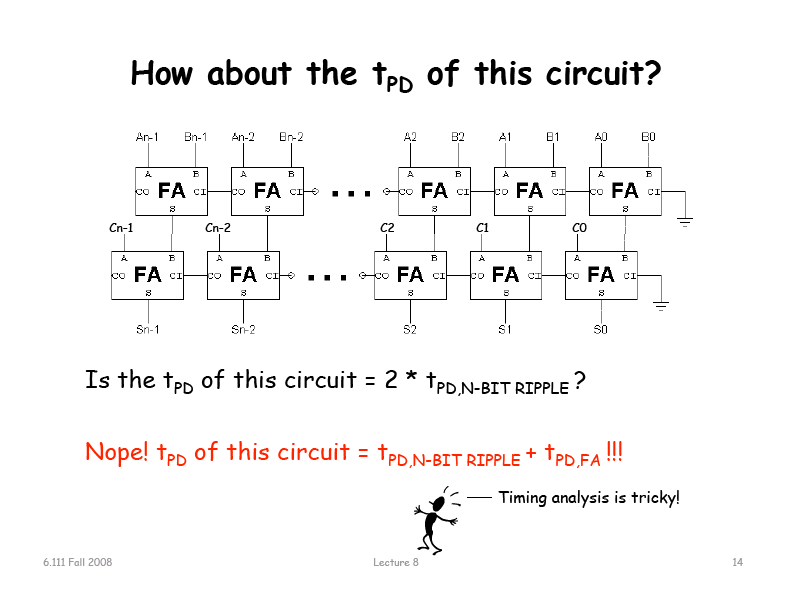 How about the tPD of this circuit?
An-1 Bn-1 An-2 Bn-2 A2 B2 A1 B1 A0 B0
A B A B A B A B A B
CO FA CI CO FA CI ... CO FA CI CO FA CI CO FA CI
S S S S S
Cn-1 Cn-2 C2 C1 C0
A B A B A B A B A B
CO FA CI CO FA CI ... CO FA CI CO FA CI CO FA CI
S S S S S
Sn-1 Sn-2 S2 S1 S0
Is the tPD of this circuit = 2 * tPD,N-BIT RIPPLE ?
Nope! tPD of this circuit = tPD,N-BIT RIPPLE + tPD,FA !!!
Timing analysis is tricky!
6.111 Fall 2008 Lecture 8 14